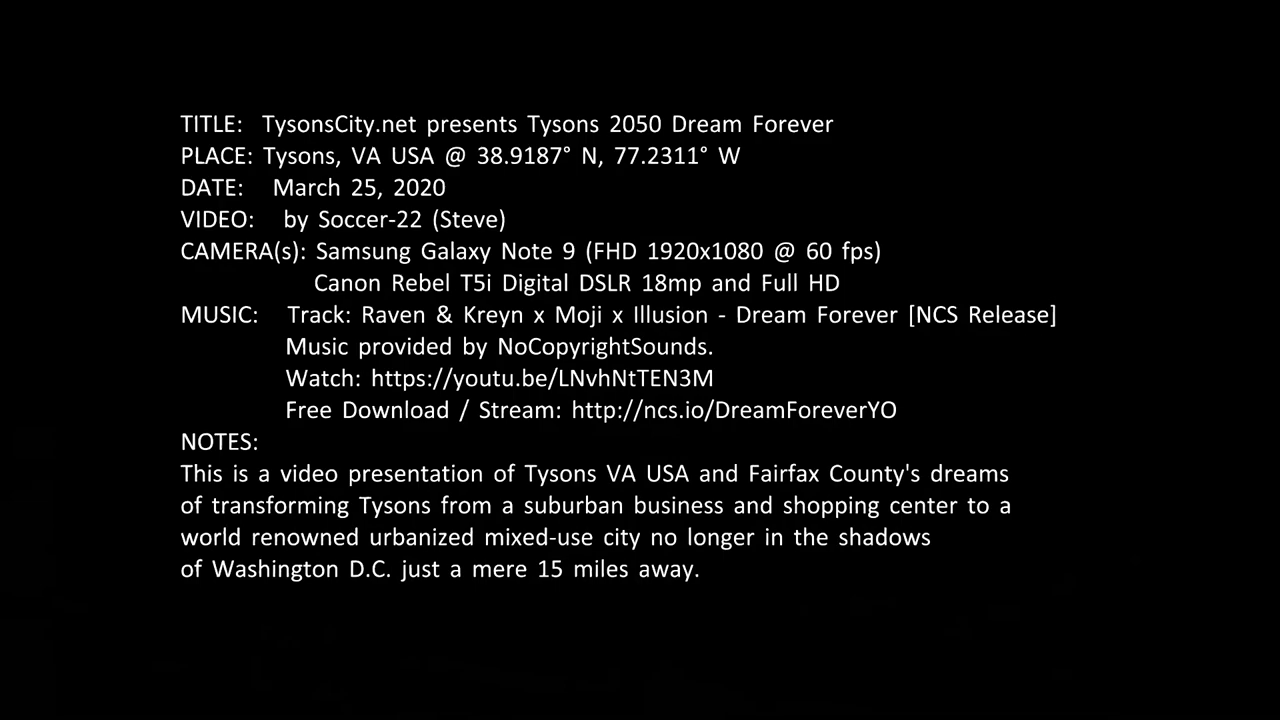 TITLE: TysonsCity.net presents Tysons 2050 Dream Forever
PLACE: Tysons, VA USA @ 38.9187° N, 77.2311° W
DATE: March 25, 2020
VIDEO: by Soccer-22 (Steve)
CAMERA(s): Samsung Galaxy Note 9 (FHD 1920x1080 @ 60 fps)
Canon Rebel T5i Digital DSLR 18mp and Full HD
MUSIC: Track: Raven & Kreyn x Moji x Illusion - Dream Forever [NCS Release]
Music provided by NoCopyrightSounds.
Watch: https://youtu.be/LNvhNtTEN3M
Free Download / Stream: http://ncs.io/DreamForeverYO
NOTES:
This is a video presentation of Tysons VA USA and Fairfax County's dreams
of transforming Tysons from a suburban business and shopping center to a
world renowned urbanized mixed-use city no longer in the shadows
of Washington D.C. just a mere 15 miles away.